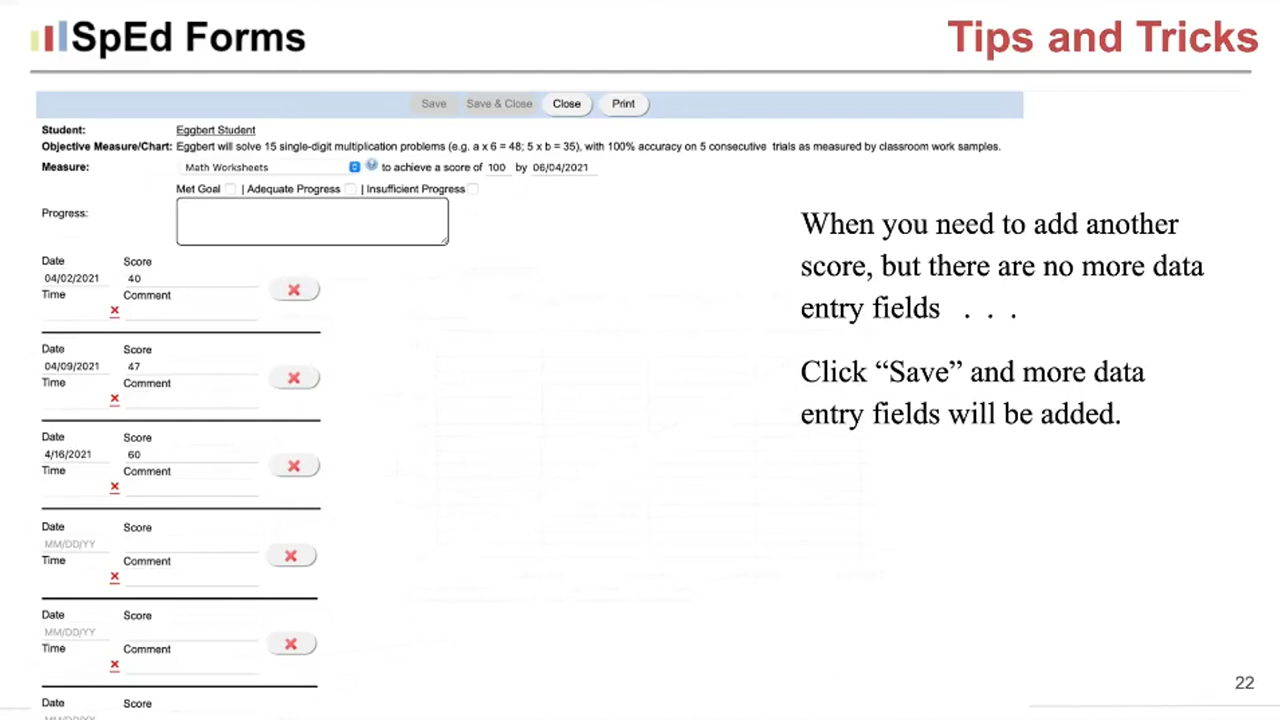 SpEd Forms
Tips and Tricks
Save Save & Close Close Print
Student: Eggbert Student
Objective Measure/Chart: Eggbert will solve 15 single-digit multiplication problems (e.g. a x 6 = 48; 5 x b = 35), with 100% accuracy on 5 consecutive trials as measured by classroom work samples.
Measure: Math Worksheets to achieve a score of 100 by 06/04/2021
Met Goal | Adequate Progress | Insufficient Progress
Progress:
Date Score
04/02/2021 40
Time Comment
Date Score
04/09/2021 47
Time Comment
Date Score
4/16/2021 60
Time Comment
Date Score
MM/DD/YY
Time Comment
Date Score
MM/DD/YY
Time Comment
Date Score
MM/DD/YY
When you need to add another
score, but there are no more data
entry fields . . .
Click “Save” and more data
entry fields will be added.
22